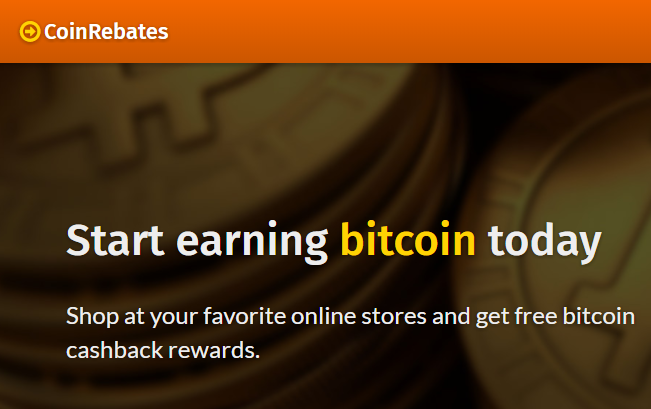 CoinRebates
Start earning bitcoin today
Shop at your favorite online stores and get free bitcoin
cashback rewards.